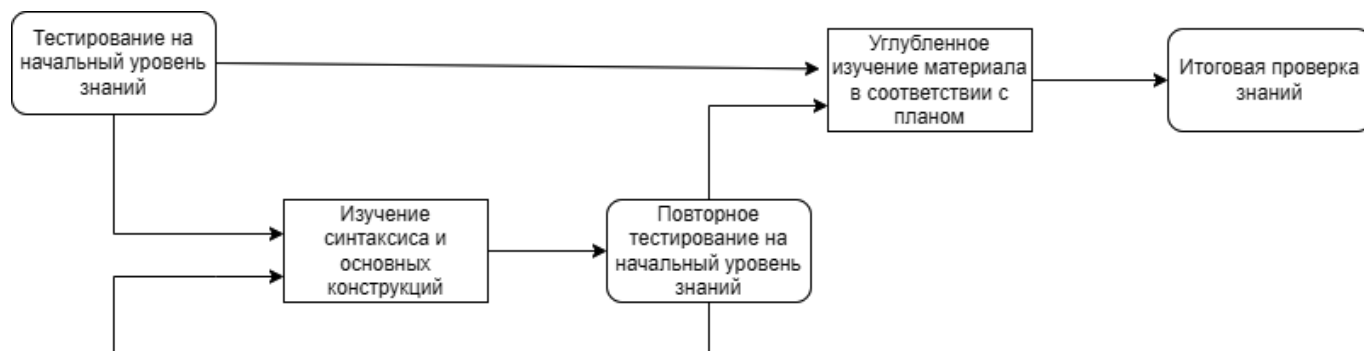 Тестирование на
начальный уровень
знаний
Углубленное
изучение материала
в соответствии с
планом
Итоговая проверка
знаний
Изучение
синтаксиса и
основных
конструкций
Повторное
тестирование на
начальный уровень
знаний